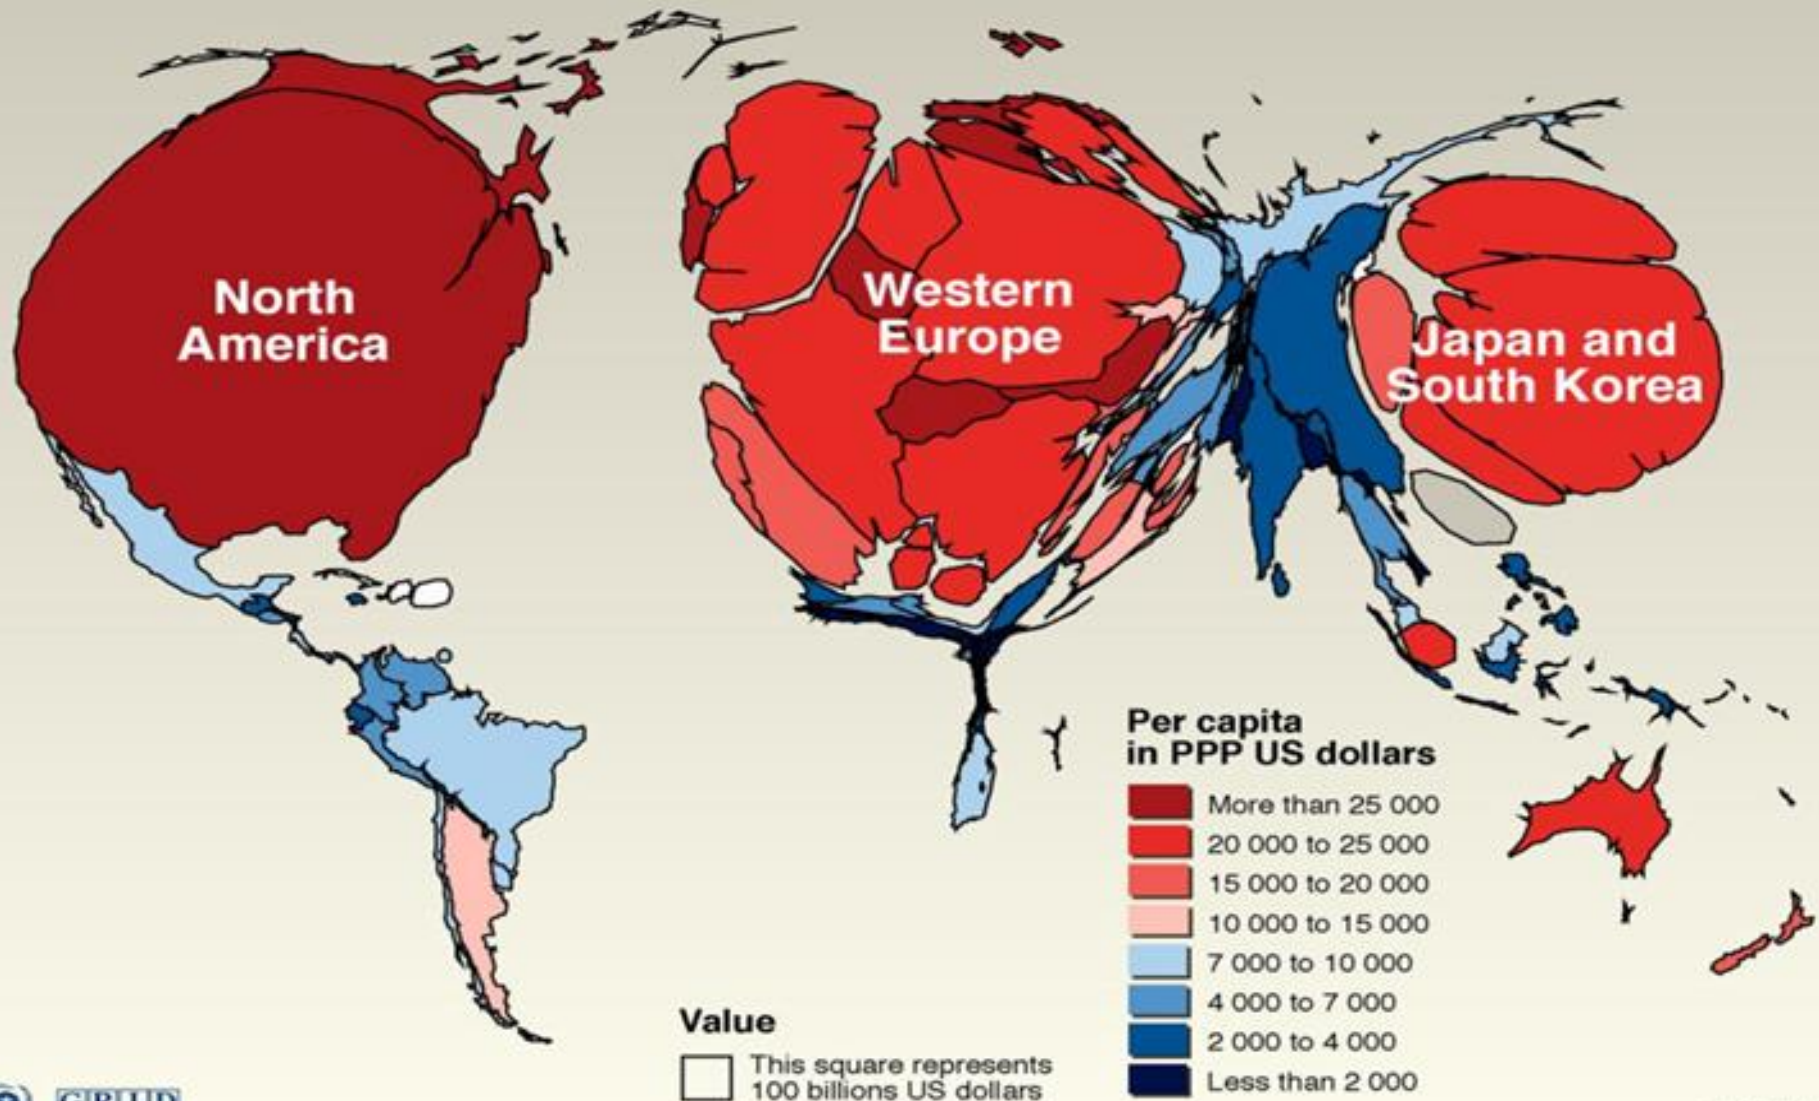 North
America
Western
Europe
Japan and
South Korea
Per capita
in PPP US dollars
More than 25 000
20 000 to 25 000
15 000 to 20 000
10 000 to 15 000
7 000 to 10 000
4 000 to 7 000
2 000 to 4 000
Less than 2 000
Value
This square represents
100 billions US dollars